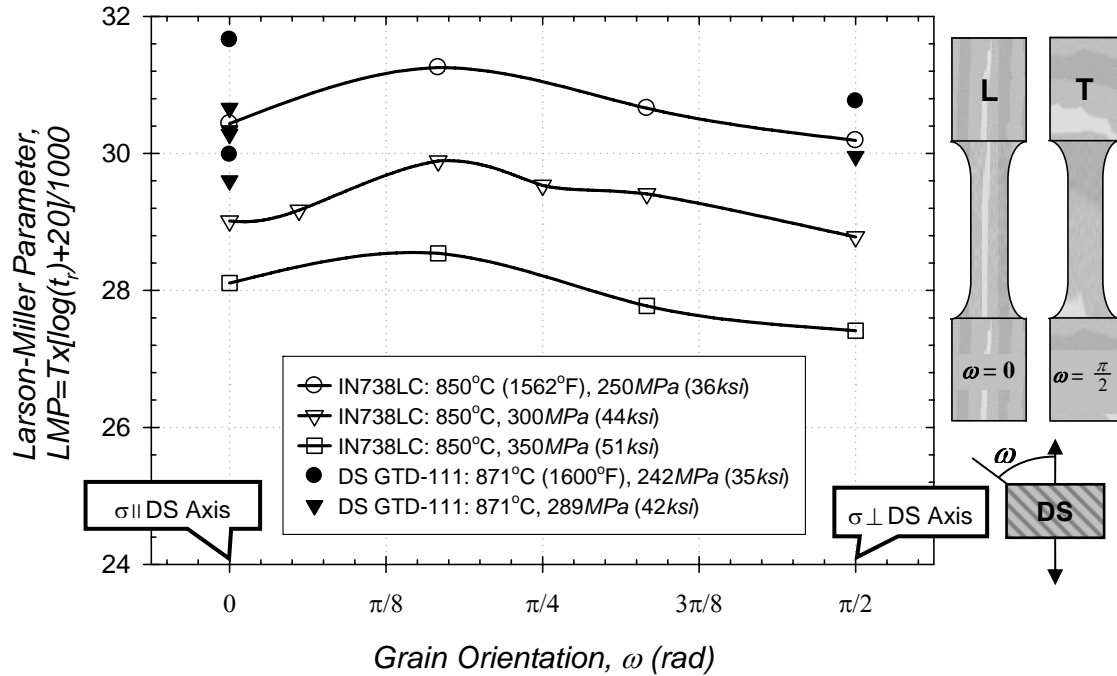 Larson-Miller Parameter,
LMP=Tx[log(tᵣ)+20]/1000
32
30
28
26
24
IN738LC: 850°C (1562°F), 250MPa (36ksi)
IN738LC: 850°C, 300MPa (44ksi)
IN738LC: 850°C, 350MPa (51ksi)
DS GTD-111: 871°C (1600°F), 242MPa (35ksi)
DS GTD-111: 871°C, 289MPa (42ksi)
σ॥ DS Axis
σ⊥ DS Axis
0
π/8
π/4
3π/8
π/2
Grain Orientation, ω (rad)
L
T
ω = 0
ω = π/2
ω
DS